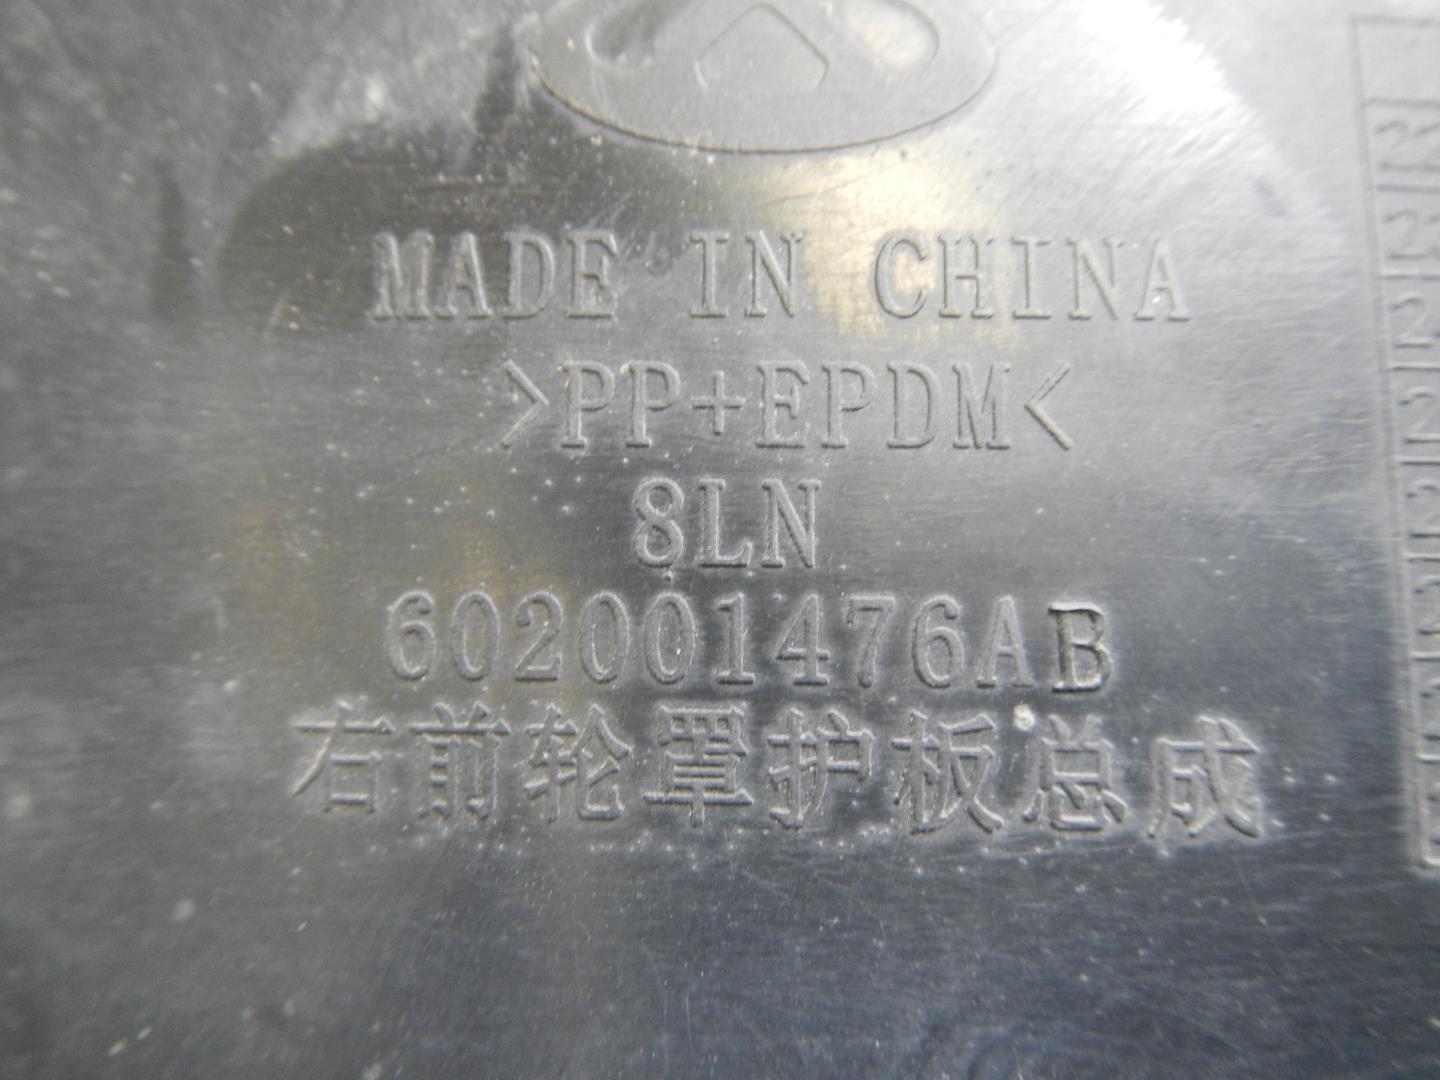 MADE IN CHINA
>PP+EPDM<
8LN
602001476AB
右前轮罩护板总成